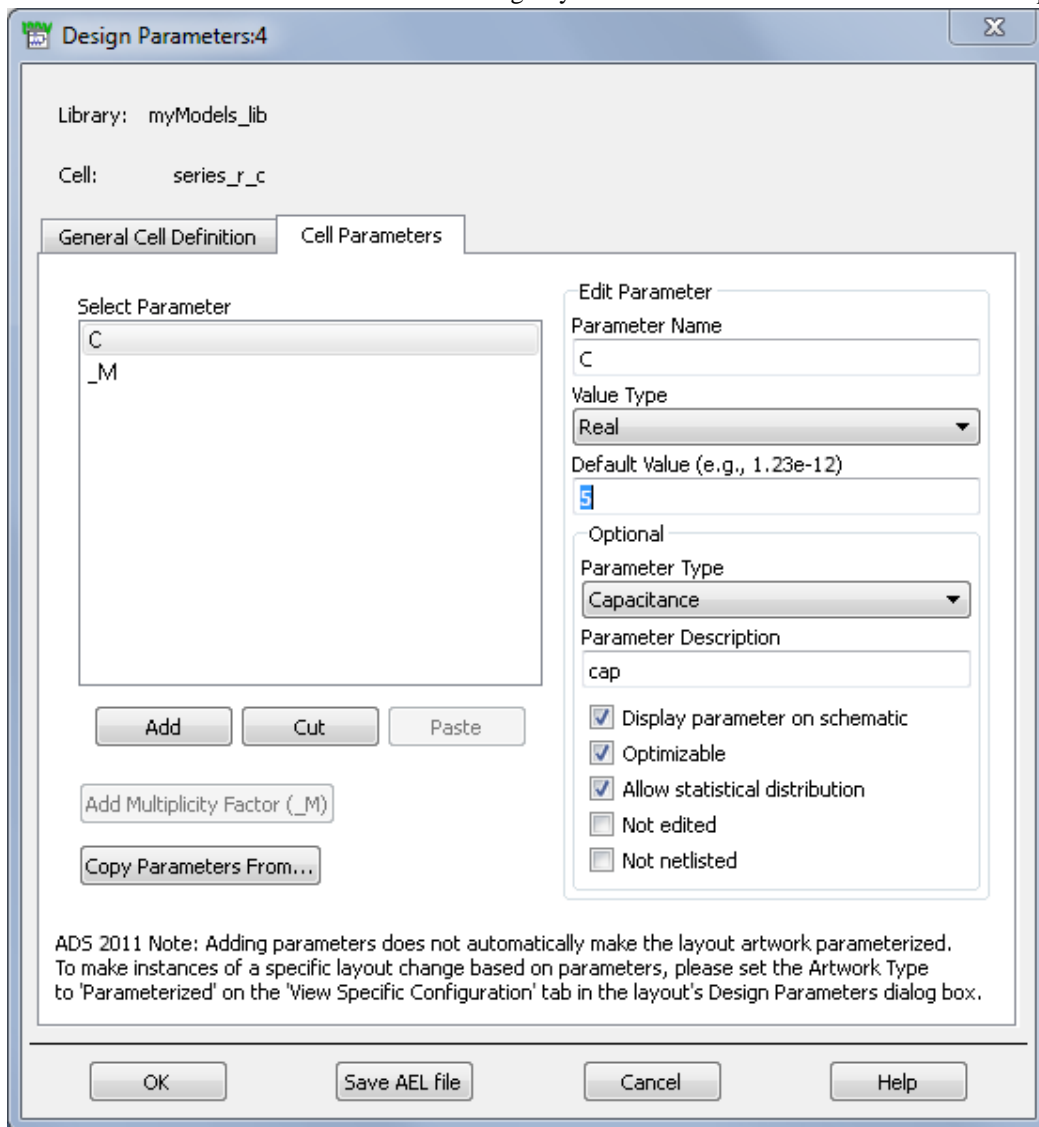 Design Parameters:4
Library: myModels_lib
Cell: series_r_c
General Cell Definition
Cell Parameters
Select Parameter
C
_M
Add
Cut
Paste
Add Multiplicity Factor (_M)
Copy Parameters From...
Edit Parameter
Parameter Name
C
Value Type
Real
Default Value (e.g., 1.23e-12)
5
Optional
Parameter Type
Capacitance
Parameter Description
cap
Display parameter on schematic
Optimizable
Allow statistical distribution
Not edited
Not netlisted
ADS 2011 Note: Adding parameters does not automatically make the layout artwork parameterized.
To make instances of a specific layout change based on parameters, please set the Artwork Type
to 'Parameterized' on the 'View Specific Configuration' tab in the layout's Design Parameters dialog box.
OK
Save AEL file
Cancel
Help